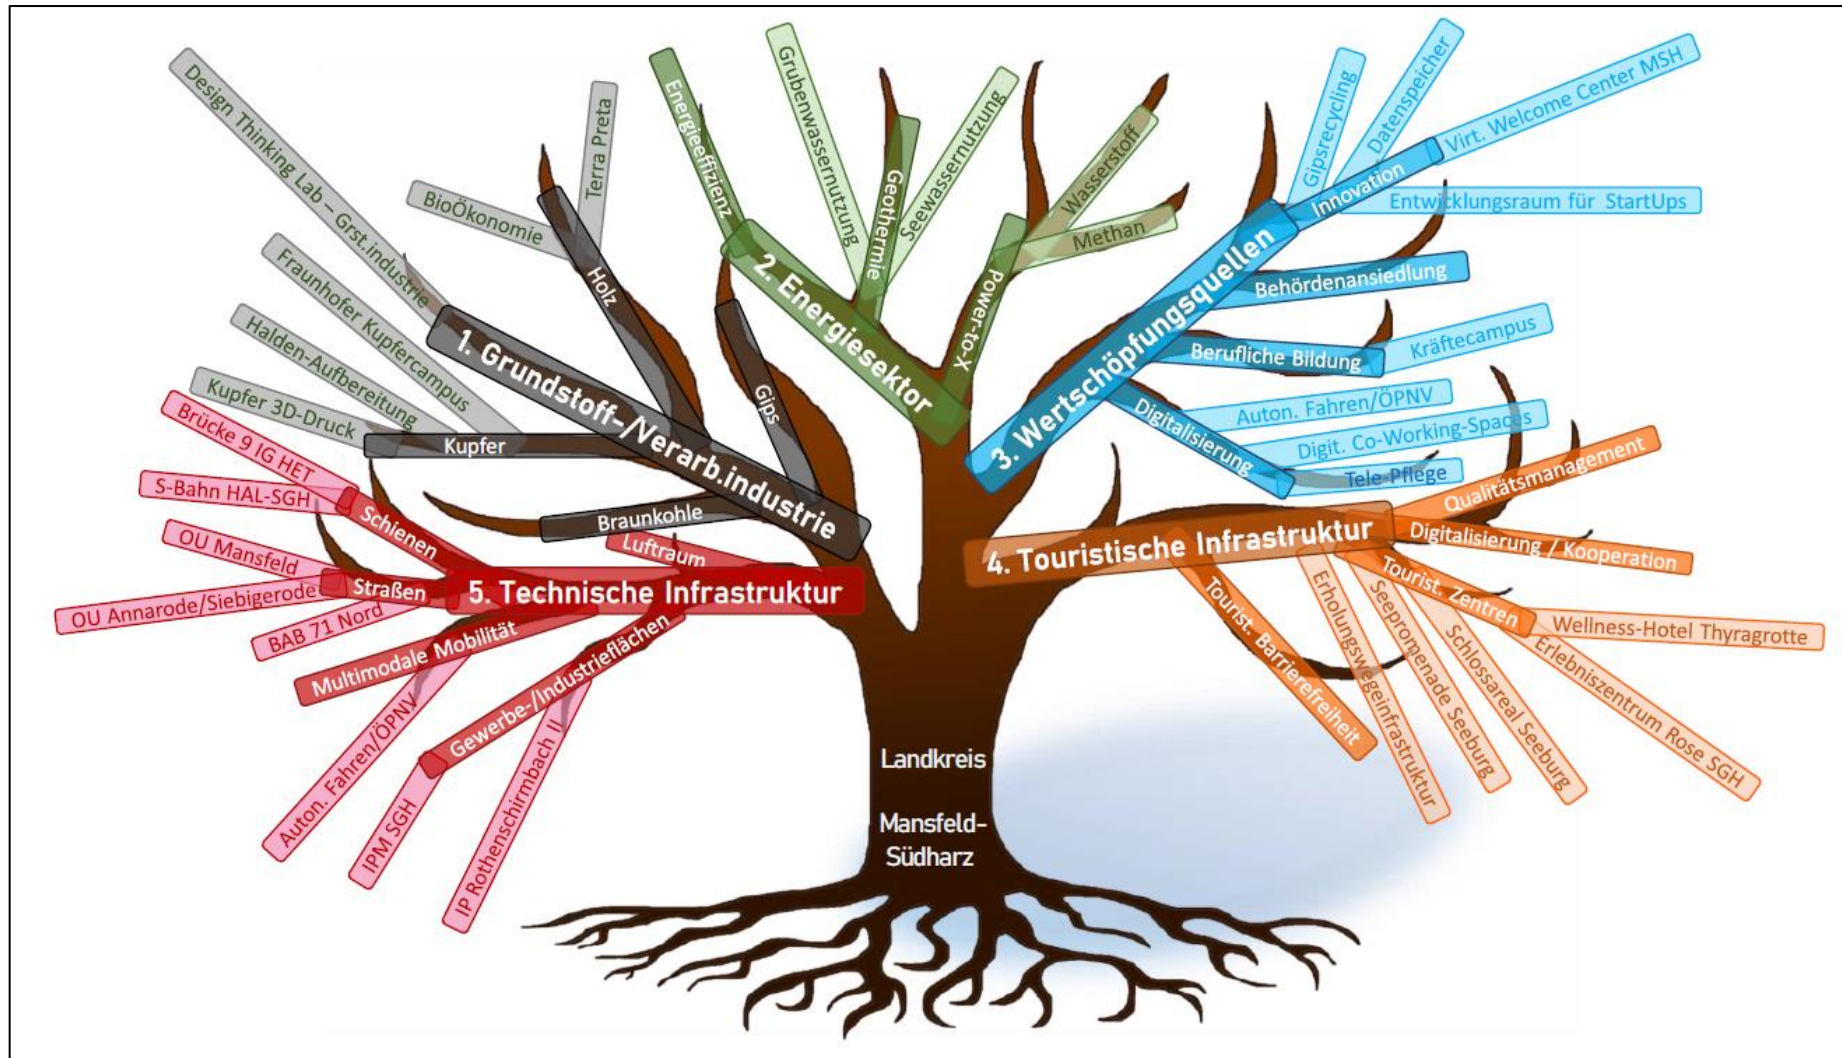 Design Thinking Lab – Grst.industrie
BioÖkonomie
Terra Preta
Holz
Fraunhofer Kupfercampus
Halden-Aufbereitung
Kupfer 3D-Druck
Kupfer
Gips
Braunkohle
1. Grundstoff-/Verarb.industrie
Energieeffizienz
Grubenwassernutzung
Geothermie
Seewassernutzung
Power-to-X
Wasserstoff
Methan
2. Energiesektor
Gipsrecycling
Datenspeicher
Virt. Welcome Center MSH
Innovation
Entwicklungsraum für StartUps
Behördenansiedlung
Berufliche Bildung
Kräftecampus
Digitalisierung
Auton. Fahren/ÖPNV
Digit. Co-Working-Spaces
Tele-Pflege
3. Wertschöpfungsquellen
4. Touristische Infrastruktur
Qualitätsmanagement
Digitalisierung / Kooperation
Tourist. Zentren
Wellness-Hotel Thyragrotte
Erlebniszentrum Rose SGH
Schlossareal Seeburg
Seepromenade Seeburg
Erholungswegeinfrastruktur
Tourist. Barrierefreiheit
5. Technische Infrastruktur
Luftraum
Brücke 9 IG HET
S-Bahn HAL-SGH
Schienen
OU Mansfeld
OU Annarode/Siebigerode
Straßen
BAB 71 Nord
Multimodale Mobilität
Auton. Fahren/ÖPNV
Gewerbe-/Industrieflächen
IPM SGH
IP Rothenschirmbach II
Landkreis
Mansfeld-
Südharz